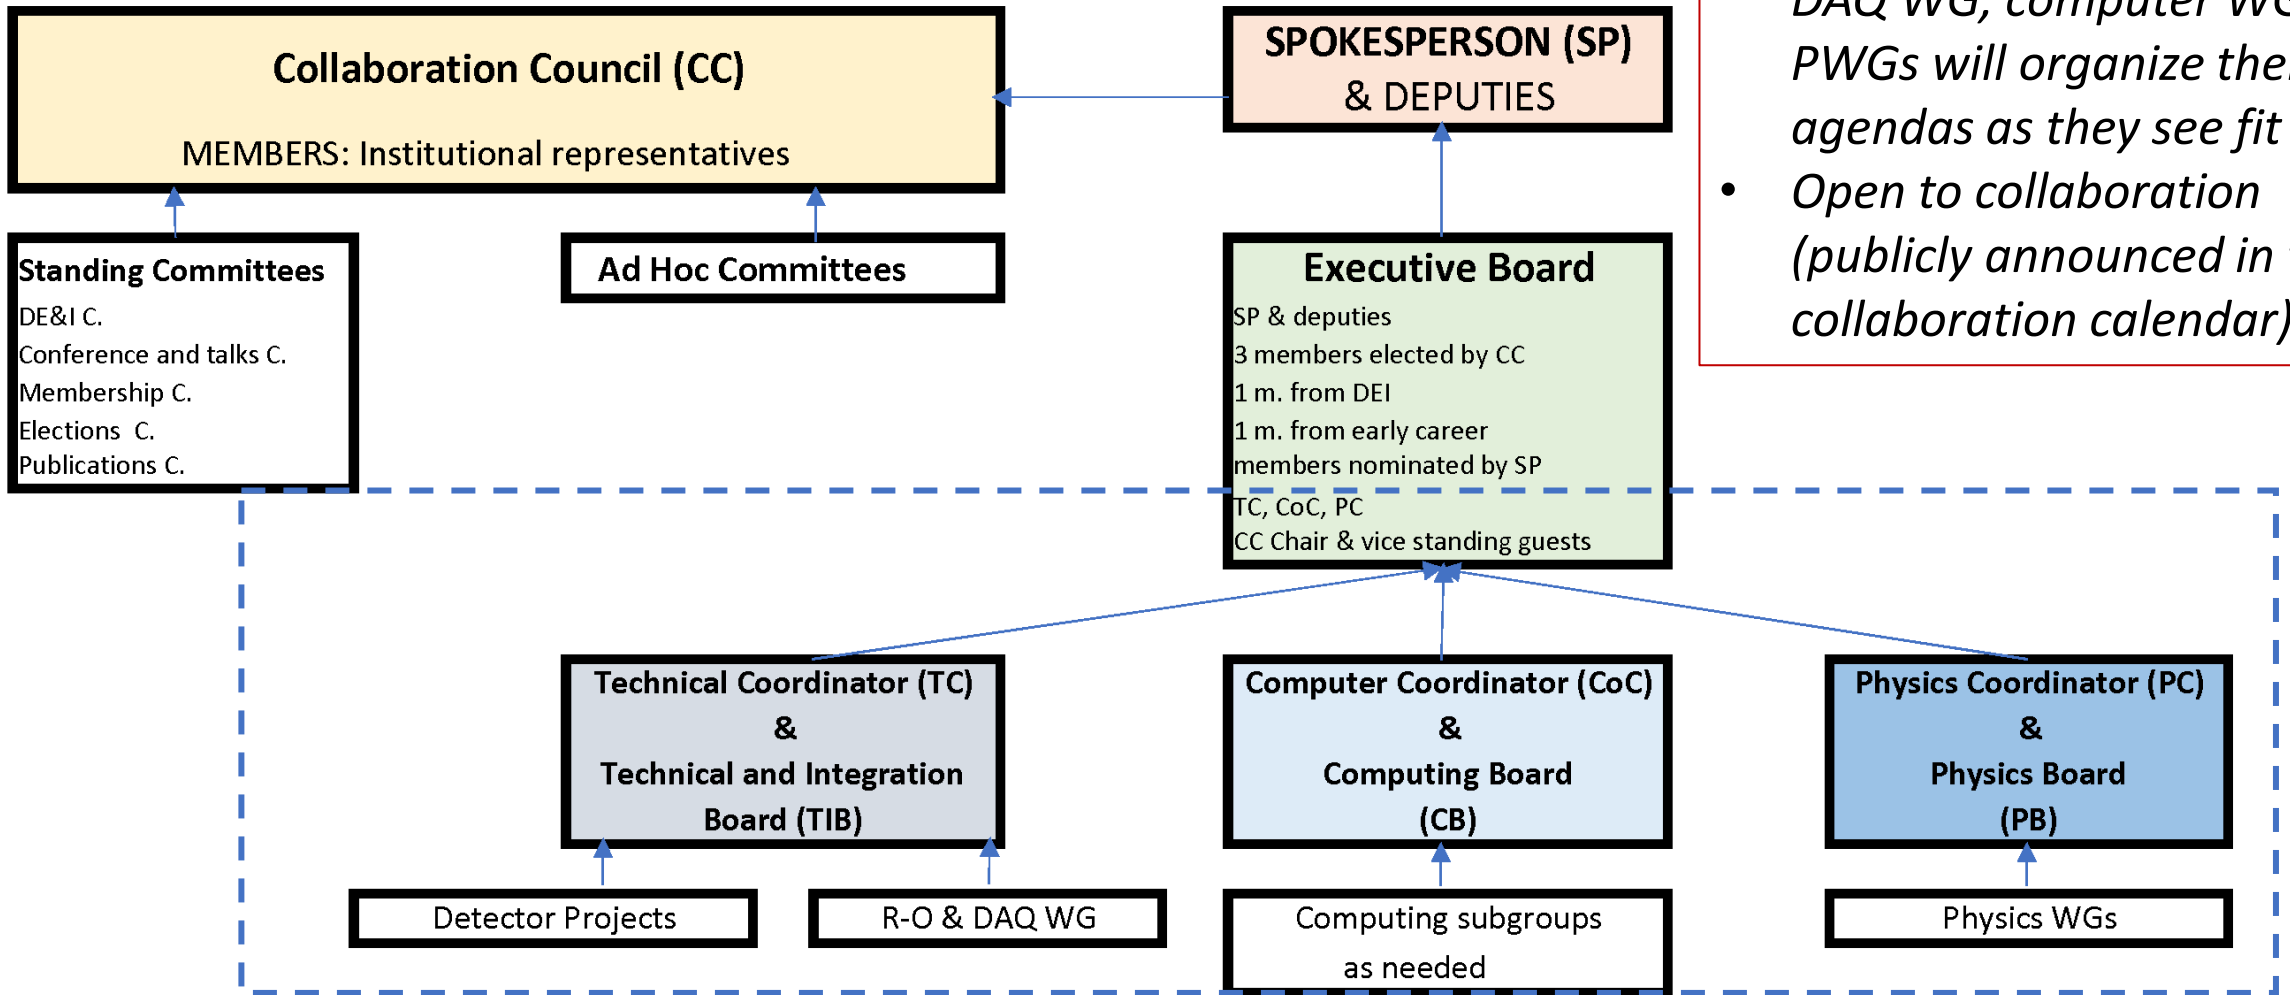 Collaboration Council (CC)
MEMBERS: Institutional representatives
SPOKESPERSON (SP)
& DEPUTIES
DAQ WG, computer WG
PWGs will organize
agendas as they see fit
• Open to collaboration
(publicly announced in
collaboration calendar)
Standing Committees
DE&I C.
Conference and talks C.
Membership C.
Elections C.
Publications C.
Ad Hoc Committees
Executive Board
SP & deputies
3 members elected by CC
1 m. from DEI
1 m. from early career
members nominated by SP
TC, CoC, PC
CC Chair & vice standing guests
Technical Coordinator (TC)
&
Technical and Integration
Board (TIB)
Computer Coordinator (CoC)
&
Computing Board
(CB)
Physics Coordinator (PC)
&
Physics Board
(PB)
Detector Projects
R-O & DAQ WG
Computing subgroups
as needed
Physics WGs